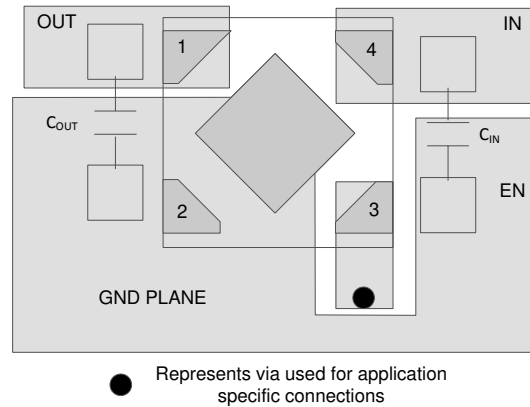 OUT
IN
1
4
COUT
CIN
2
3
EN
GND PLANE
Represents via used for application
specific connections